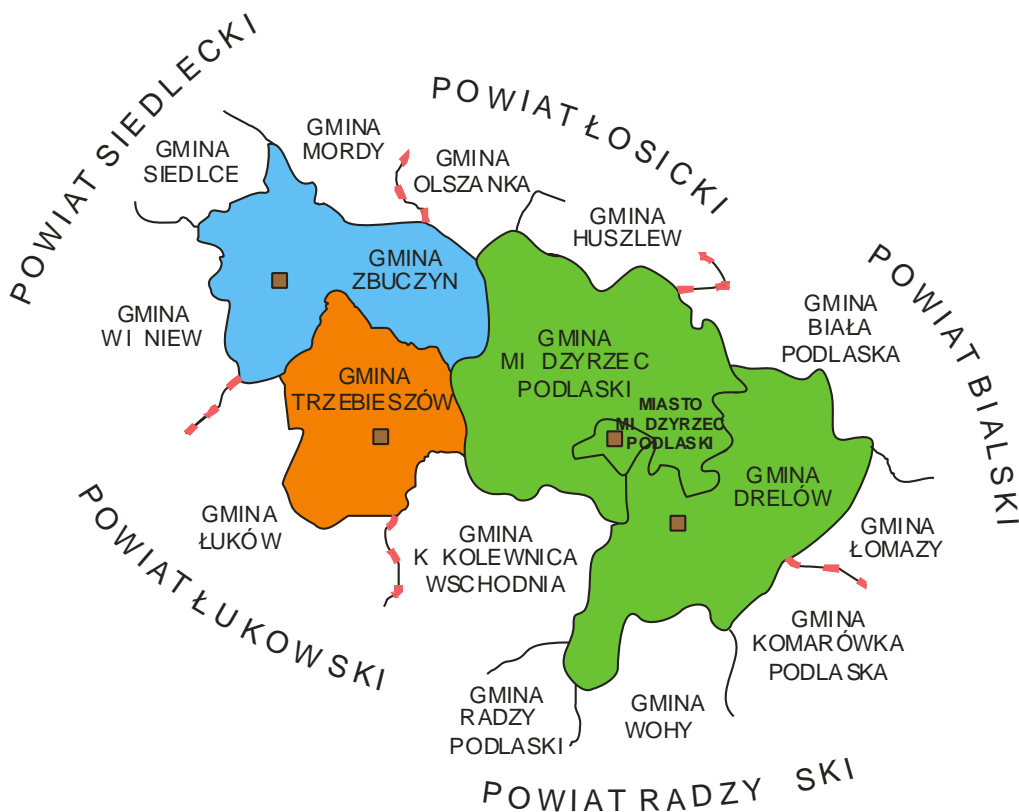 POWIAT SIEDLECKI
POWIAT ŁOSICKI
POWIAT BIALSKI
GMINA
SIEDLCE
GMINA
MORDY
GMINA
OLSZANKA
GMINA
HUSZLEW
GMINA
BIAŁA
PODLASKA
GMINA
ZBUCZYN
GMINA
WI NIEW
GMINA
TRZEBIESZÓW
GMINA
MI DZYRZEC
PODLASKI
MIASTO
MI DZYRZEC
PODLASKI
GMINA
DRELÓW
GMINA
ŁUKÓW
GMINA
K KOLEWNICA
WSCHODNIA
GMINA
ŁOMAZY
GMINA
KOMARÓWKA
PODLASKA
GMINA
RADZY
PODLASKI
GMINA
WOHY
POWIAT ŁUKOWSKI
POWIAT RADZY SKI